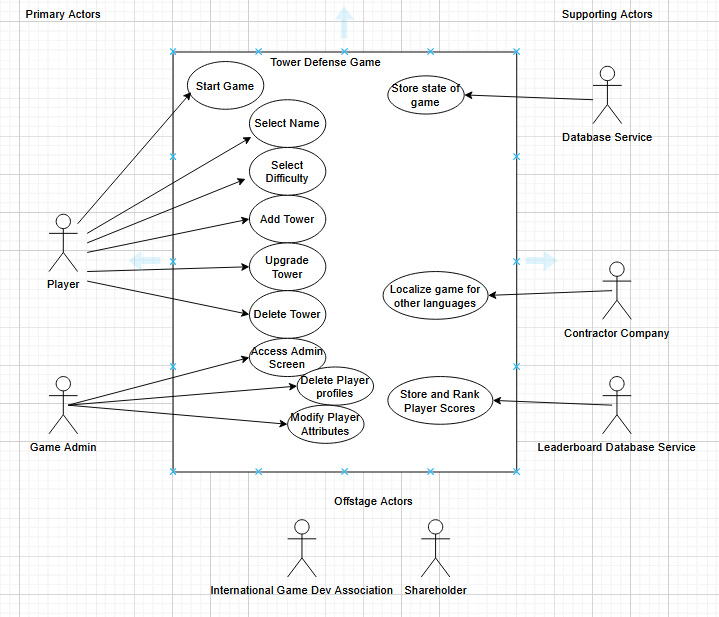 Primary Actors
Supporting Actors
Tower Defense Game
Start Game
Store state of
game
Select Name
Database Service
Select
Difficulty
Add Tower
Player
Upgrade
Tower
Localize game for
other languages
Delete Tower
Contractor Company
Access Admin
Screen
Delete Player
profiles
Store and Rank
Player Scores
Modify Player
Attributes
Game Admin
Leaderboard Database Service
Offstage Actors
International Game Dev Association
Shareholder